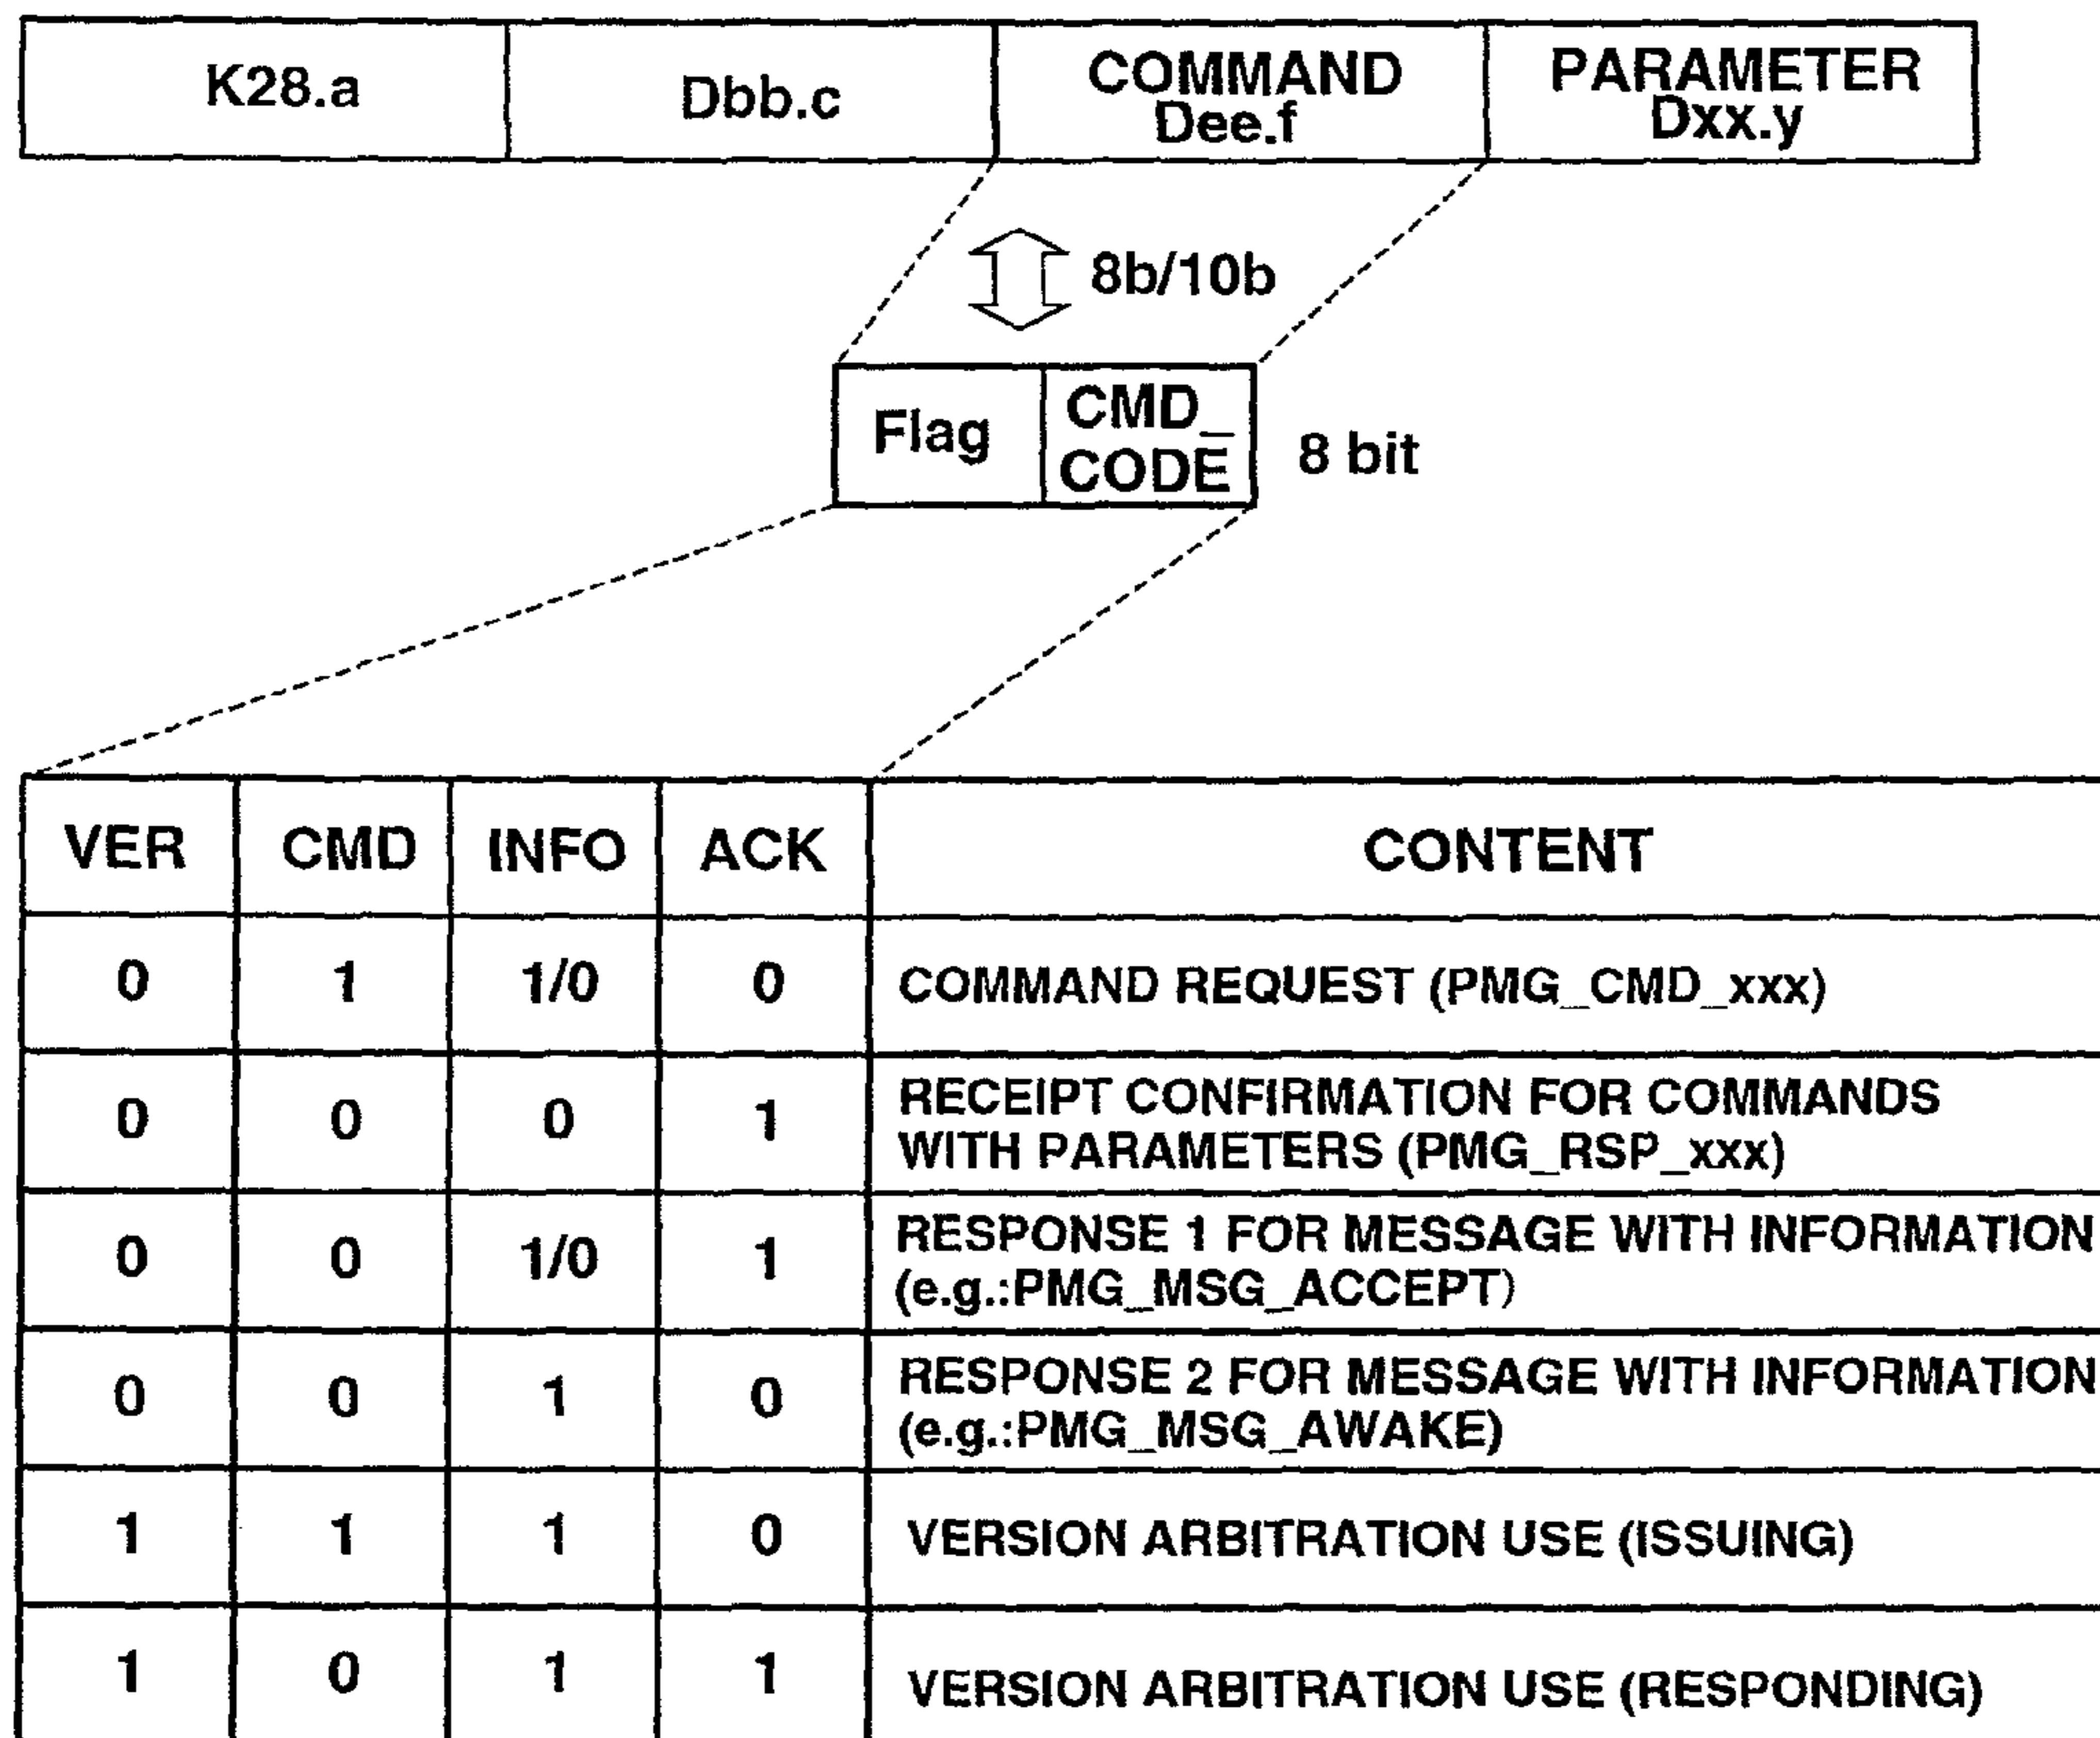 K28.a Dbb.c COMMAND PARAMETER
Dee.f Dxx.y
8b/10b
Flag CMD_
CODE 8 bit
VER CMD INFO ACK CONTENT
0 1 1/0 0 COMMAND REQUEST (PMG_CMD_xxx)
0 0 0 1 RECEIPT CONFIRMATION FOR COMMANDS
WITH PARAMETERS (PMG_RSP_xxx)
0 0 1/0 1 RESPONSE 1 FOR MESSAGE WITH INFORMATION
(e.g.:PMG_MSG_ACCEPT)
0 0 1 0 RESPONSE 2 FOR MESSAGE WITH INFORMATION
(e.g.:PMG_MSG_AWAKE)
1 1 1 0 VERSION ARBITRATION USE (ISSUING)
1 0 1 1 VERSION ARBITRATION USE (RESPONDING)